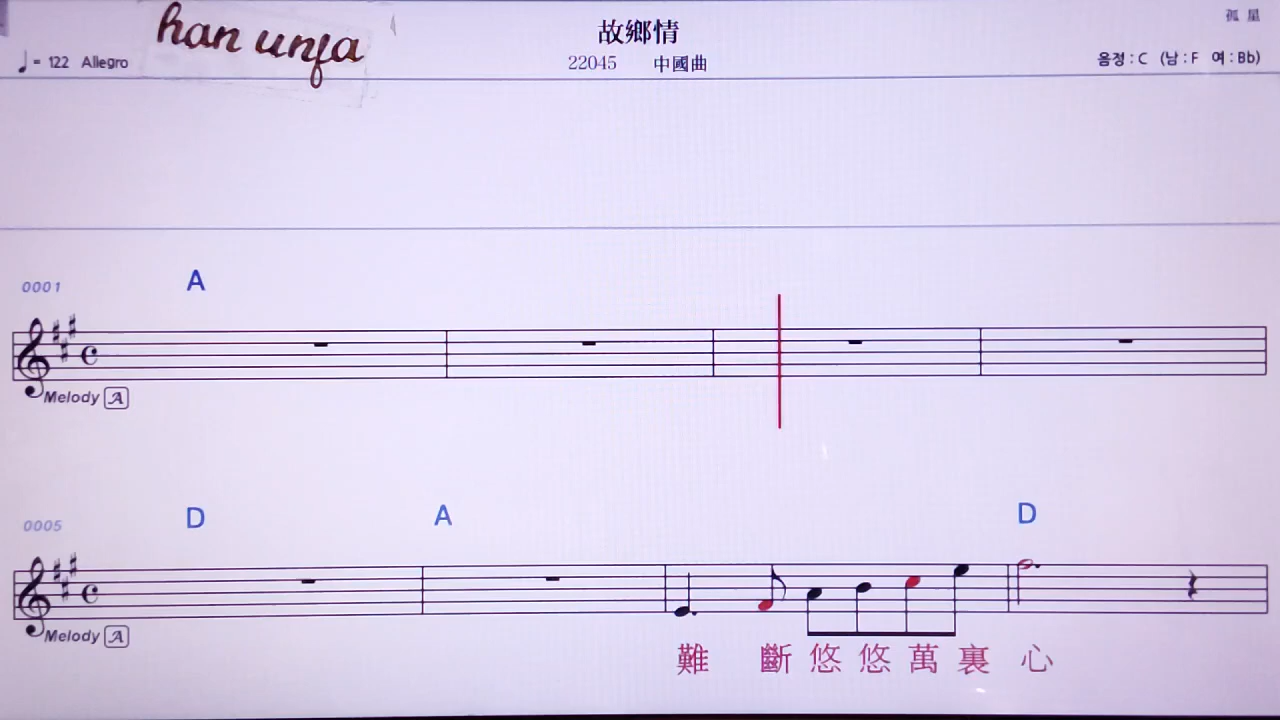 孤星
han unja
故鄉情
♩= 122 Allegro
22045 中國曲
음정 : C (남 : F 여 : Bb)
A
0001
Melody A
D A D
0005
Melody A
難 斷 悠 悠 萬 裏 心